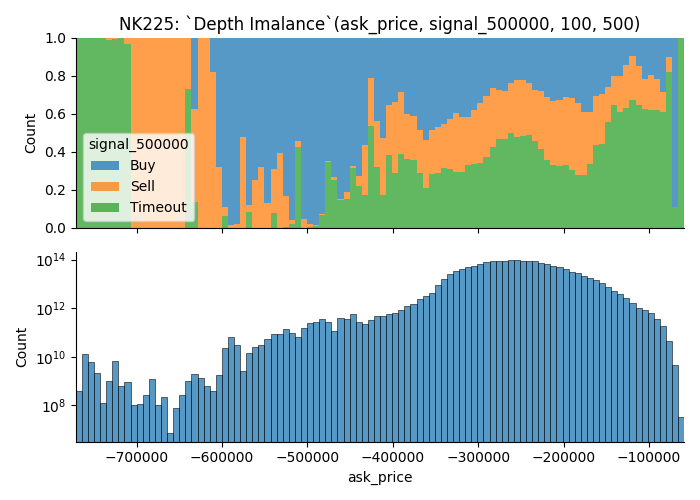 NK225: `Depth Imalance`(ask_price, signal_500000, 100, 500)
1.0
0.8
0.6
0.4
0.2
0.0
Count
signal_500000
Buy
Sell
Timeout
10^14
10^12
10^10
10^8
Count
−700000 −600000 −500000 −400000 −300000 −200000 −100000
ask_price